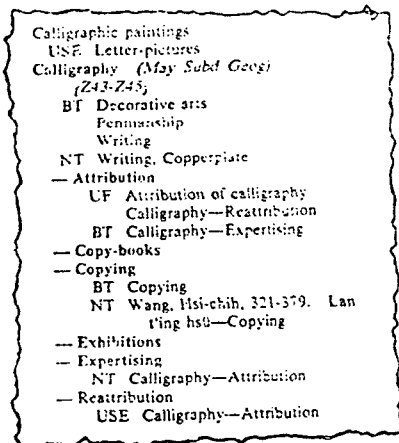 Calligraphic paintings
USE Letter-pictures
Calligraphy (May Subd Geog)
[Z43-Z45]
BT Decorative arts
Penmanship
Writing
NT Writing, Copperplate
— Attribution
UF Attribution of calligraphy
Calligraphy—Reattribution
BT Calligraphy—Expertising
— Copy-books
— Copying
BT Copying
NT Wang, Hsi-chih, 321-379. Lan
t'ing hsü—Copying
— Exhibitions
— Expertising
NT Calligraphy—Attribution
— Reattribution
USE Calligraphy—Attribution